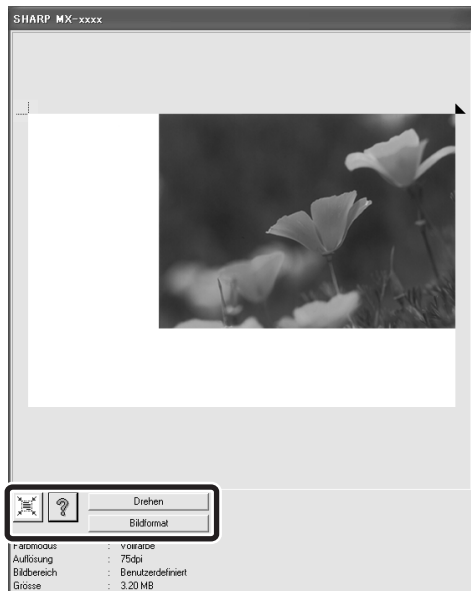 SHARP MX-xxxx
Drehen
Bildformat
Farbmodus : Vollfarbe
Auflösung : 75dpi
Bildbereich : Benutzerdefiniert
Grösse : 3.20 MB